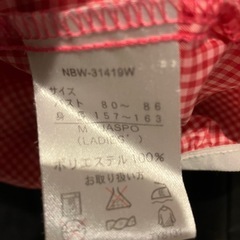 NBW-31419W
サイズ
バスト 80～86
身長 157～163
M JASPO
(LADIES')
ポリエステル100%
お取り扱い方